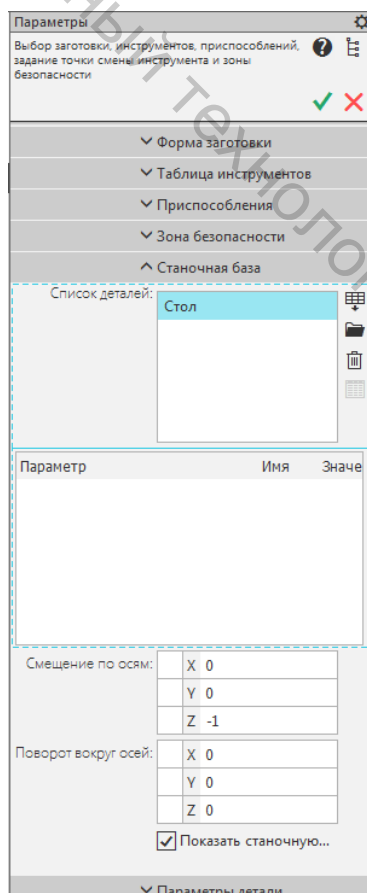 Параметры
Выбор заготовки, инструментов, приспособлений,
задание точки смены инструмента и зоны
безопасности
Форма заготовки
Таблица инструментов
Приспособления
Зона безопасности
Станочная база
Список деталей:
Стол
Параметр Имя Значе
Смещение по осям:
X 0
Y 0
Z -1
Поворот вокруг осей:
X 0
Y 0
Z 0
Показать станочную...
Параметры детали